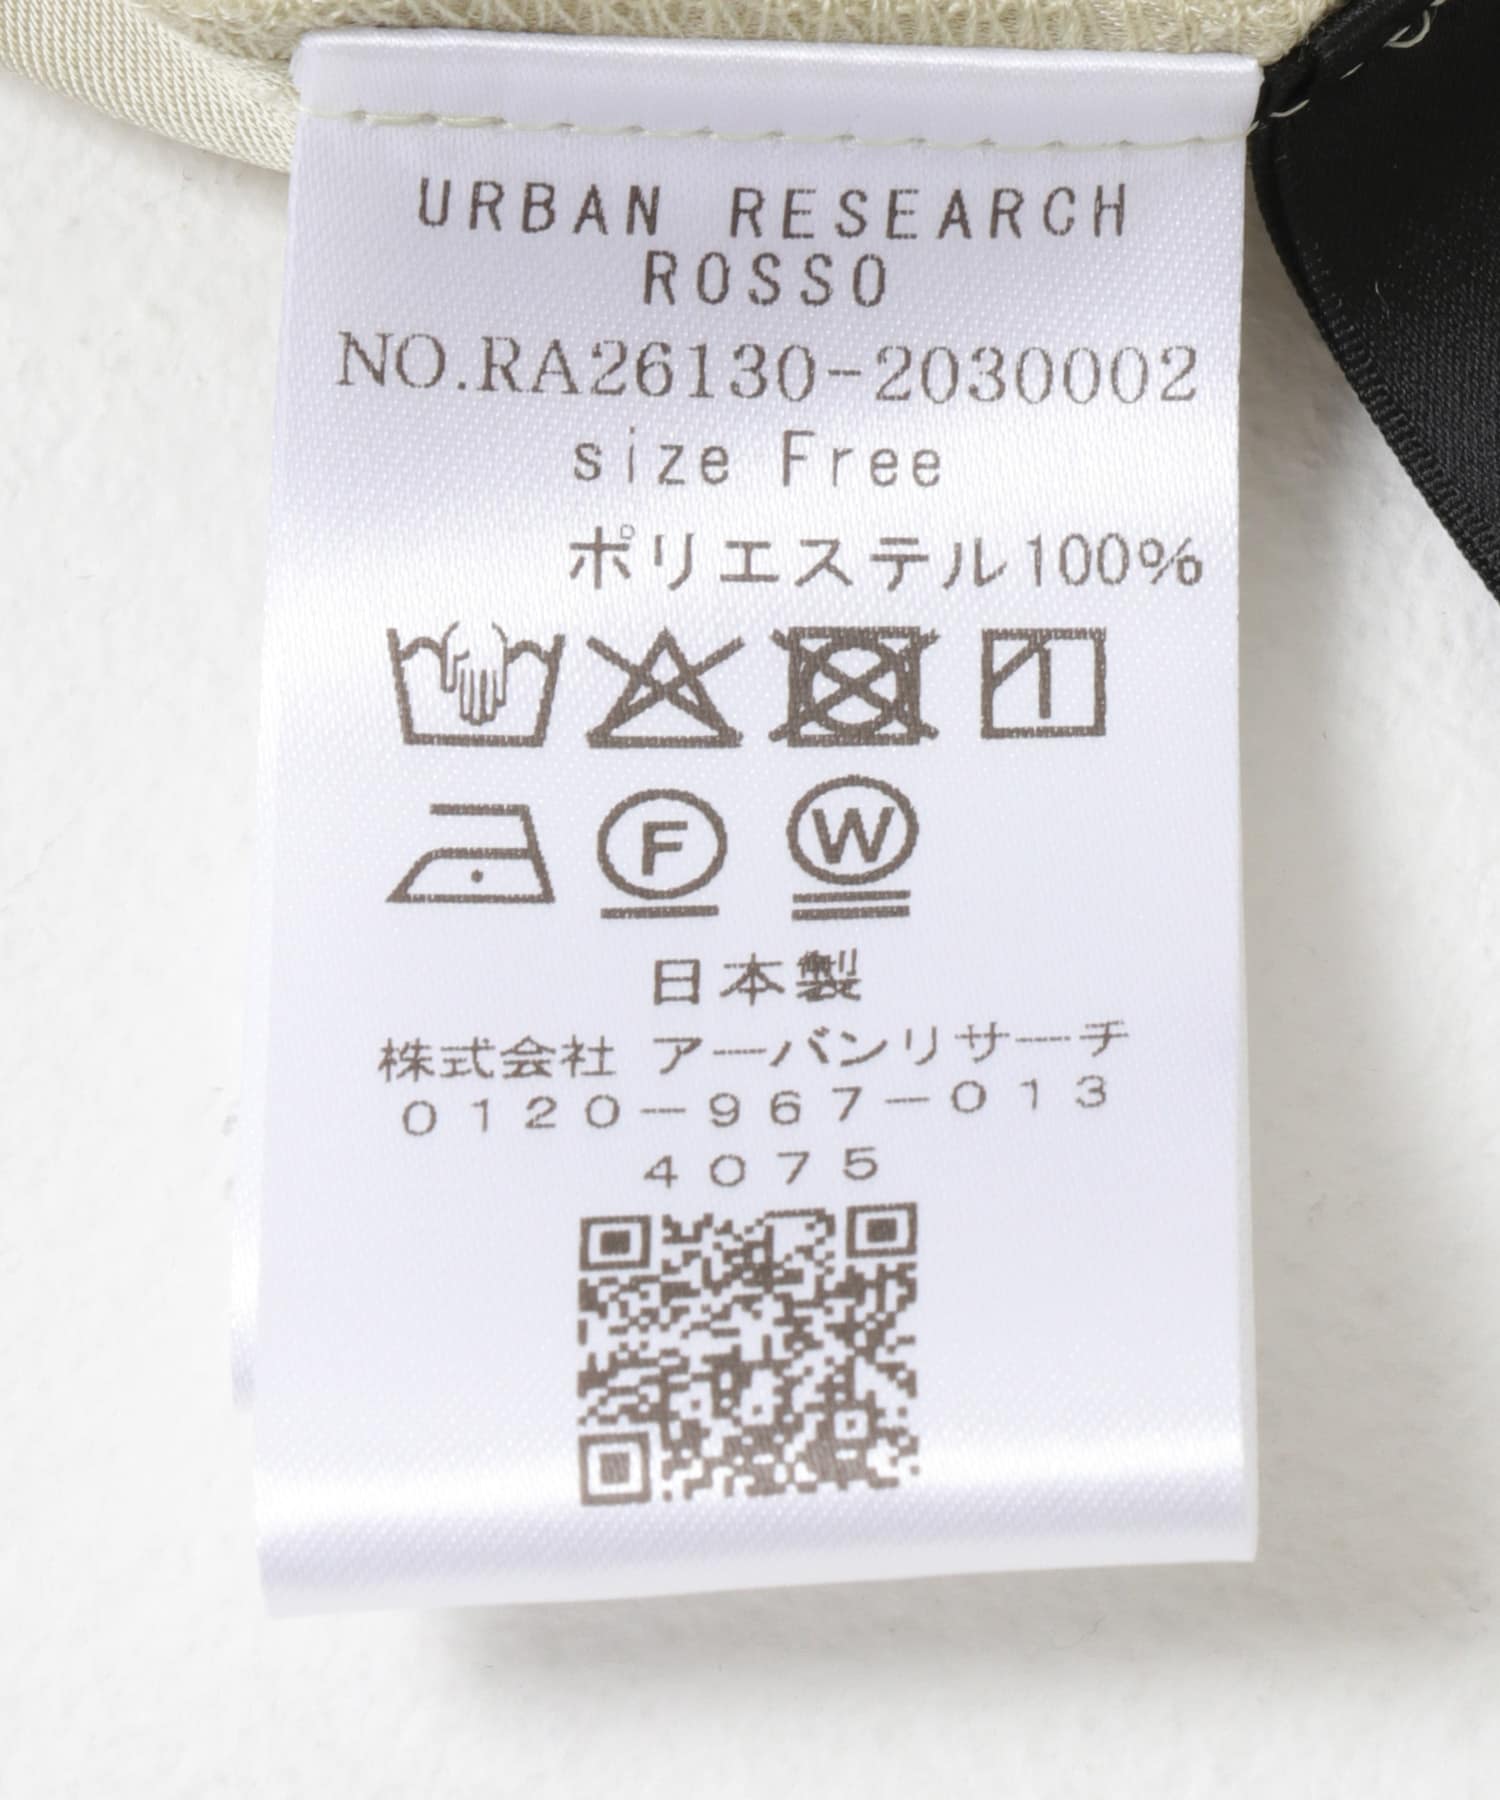 URBAN RESEARCH
ROSSO
NO.RA26130-2030002
size Free
ポリエステル100%
F W
日本製
株式会社 アーバンリサーチ
0120-967-013
4075